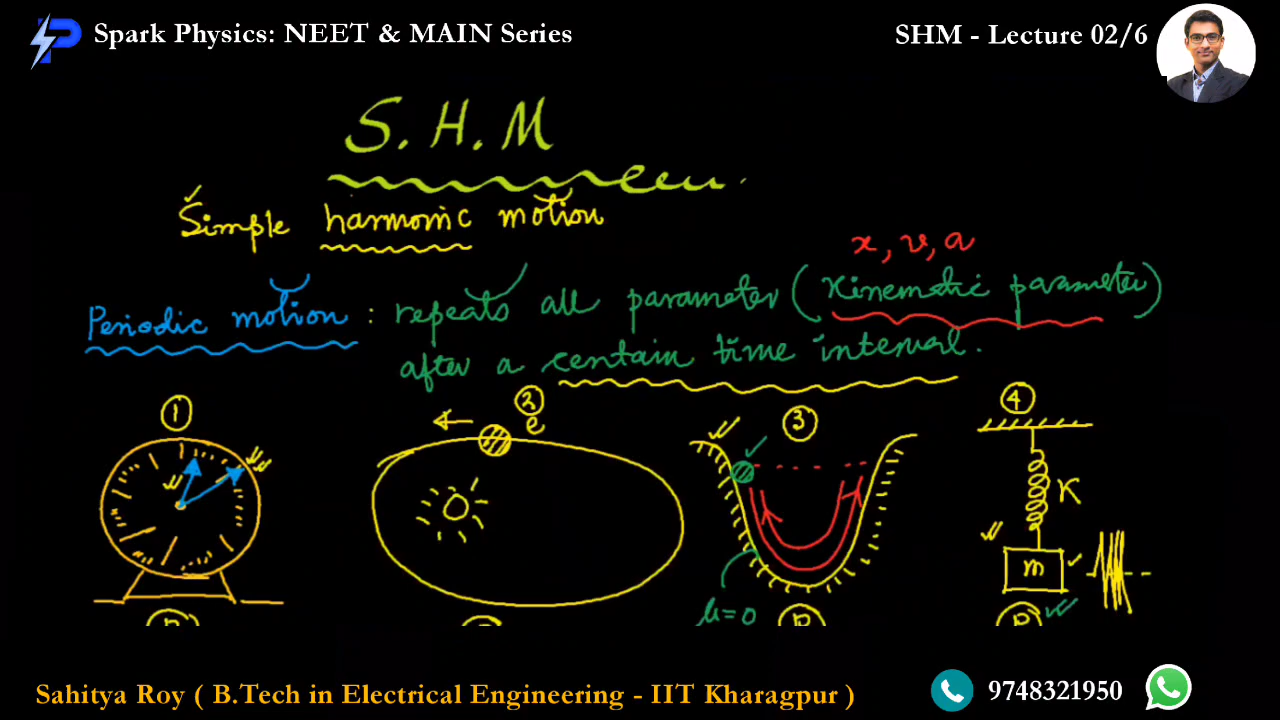 Spark Physics: NEET & MAIN Series
SHM - Lecture 02/6
S. H. M
Simple harmonic motion
x, v, a
Periodic motion : repeats all parameter (Kinematic parameter)
after a certain time interval.
1
2
e
3
4
K
m
μ=0
Sahitya Roy ( B.Tech in Electrical Engineering - IIT Kharagpur )
9748321950